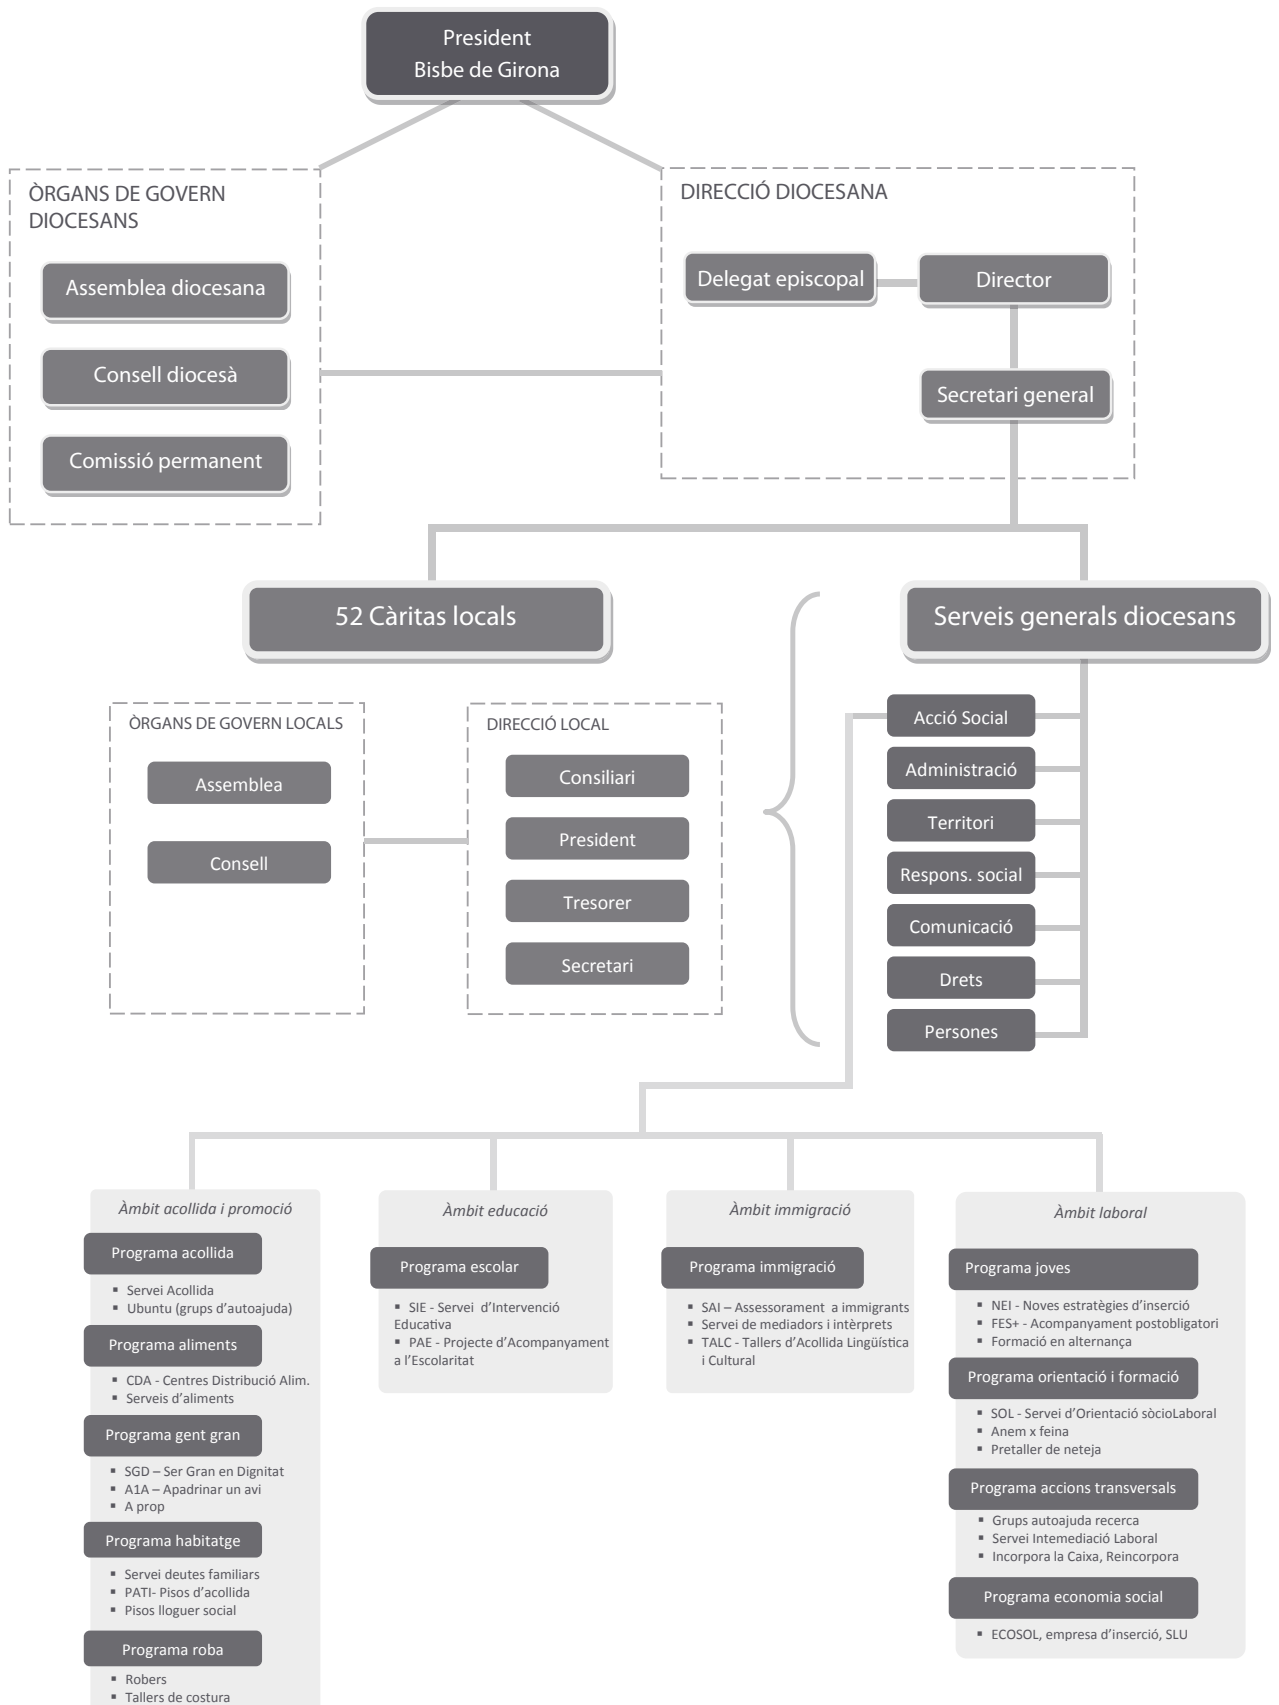 President
Bisbe de Girona
ÒRGANS DE GOVERN
DIOCESANS
Assemblea diocesana
Consell diocesà
Comissió permanent
DIRECCIÓ DIOCESANA
Delegat episcopal
Director
Secretari general
52 Càritas locals
Serveis generals diocesans
ÒRGANS DE GOVERN LOCALS
Assemblea
Consell
DIRECCIÓ LOCAL
Consiliari
President
Tresorer
Secretari
Acció Social
Administració
Territori
Respons. social
Comunicació
Drets
Persones
Àmbit acollida i promoció
Programa acollida
▪ Servei Acollida
▪ Ubuntu (grups d’autoajuda)
Programa aliments
▪ CDA - Centres Distribució Alim.
▪ Serveis d’aliments
Programa gent gran
▪ SGD – Ser Gran en Dignitat
▪ A1A – Apadrinar un avi
▪ A prop
Programa habitatge
▪ Servei deutes familiars
▪ PATI- Pisos d’acollida
▪ Pisos lloguer social
Programa roba
▪ Robers
▪ Tallers de costura
Àmbit educació
Programa escolar
▪ SIE - Servei d’Intervenció
Educativa
▪ PAE - Projecte d’Acompanyament
a l’Escolaritat
Àmbit immigració
Programa immigració
▪ SAI – Assessorament a immigrants
▪ Servei de mediadors i intèrprets
▪ TALC - Tallers d’Acollida Lingüística
i Cultural
Àmbit laboral
Programa joves
▪ NEI - Noves estratègies d’inserció
▪ FES+ - Acompanyament postobligatori
▪ Formació en alternança
Programa orientació i formació
▪ SOL - Servei d’Orientació sòcioLaboral
▪ Anem x feina
▪ Pretaller de neteja
Programa accions transversals
▪ Grups autoajuda recerca
▪ Servei Intemediació Laboral
▪ Incorpora la Caixa, Reincorpora
Programa economia social
▪ ECOSOL, empresa d’inserció, SLU